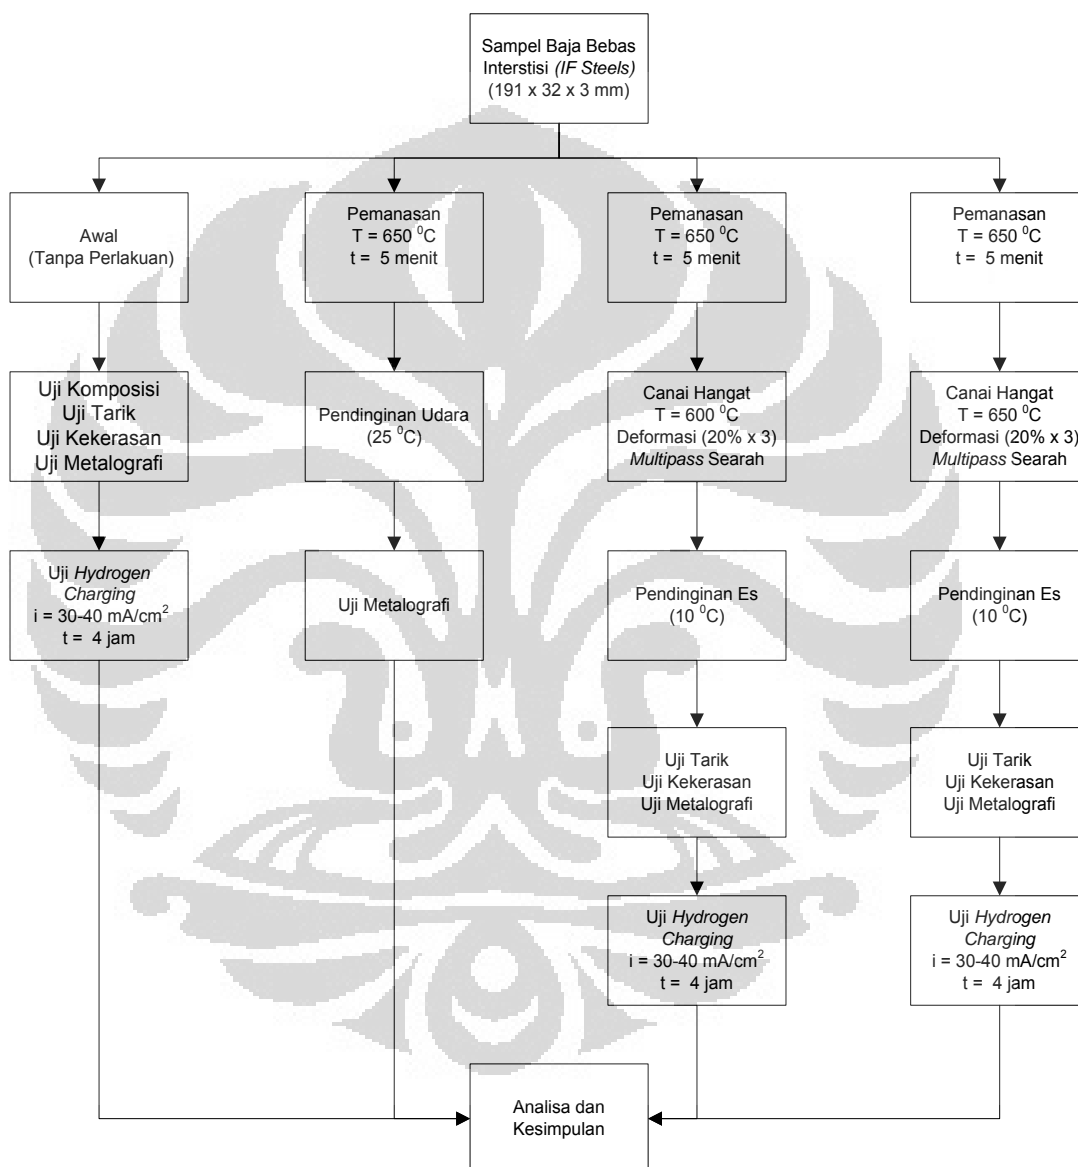 Sampel Baja Bebas
Interstisi (IF Steels)
(191 x 32 x 3 mm)
Awal
(Tanpa Perlakuan)
Pemanasan
T = 650 ⁰C
t = 5 menit
Pemanasan
T = 650 ⁰C
t = 5 menit
Pemanasan
T = 650 ⁰C
t = 5 menit
Uji Komposisi
Uji Tarik
Uji Kekerasan
Uji Metalografi
Pendinginan Udara
(25 ⁰C)
Canai Hangat
T = 600 ⁰C
Deformasi (20% x 3)
Multipass Searah
Canai Hangat
T = 650 ⁰C
Deformasi (20% x 3)
Multipass Searah
Uji Hydrogen
Charging
i = 30-40 mA/cm²
t = 4 jam
Uji Metalografi
Pendinginan Es
(10 ⁰C)
Pendinginan Es
(10 ⁰C)
Uji Tarik
Uji Kekerasan
Uji Metalografi
Uji Tarik
Uji Kekerasan
Uji Metalografi
Uji Hydrogen
Charging
i = 30-40 mA/cm²
t = 4 jam
Uji Hydrogen
Charging
i = 30-40 mA/cm²
t = 4 jam
Analisa dan
Kesimpulan